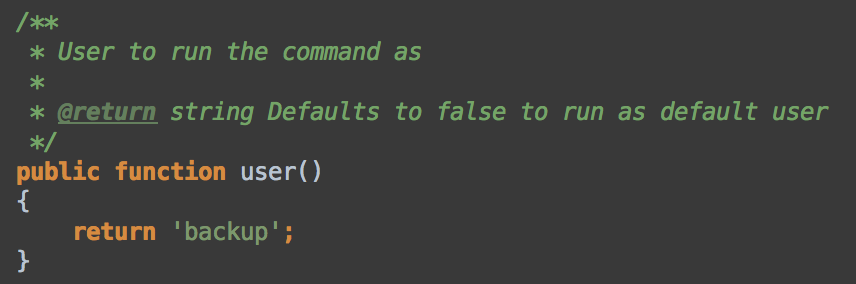 /**
 * User to run the command as
 *
 * @return string Defaults to false to run as default user
 */
public function user()
{
    return 'backup';
}